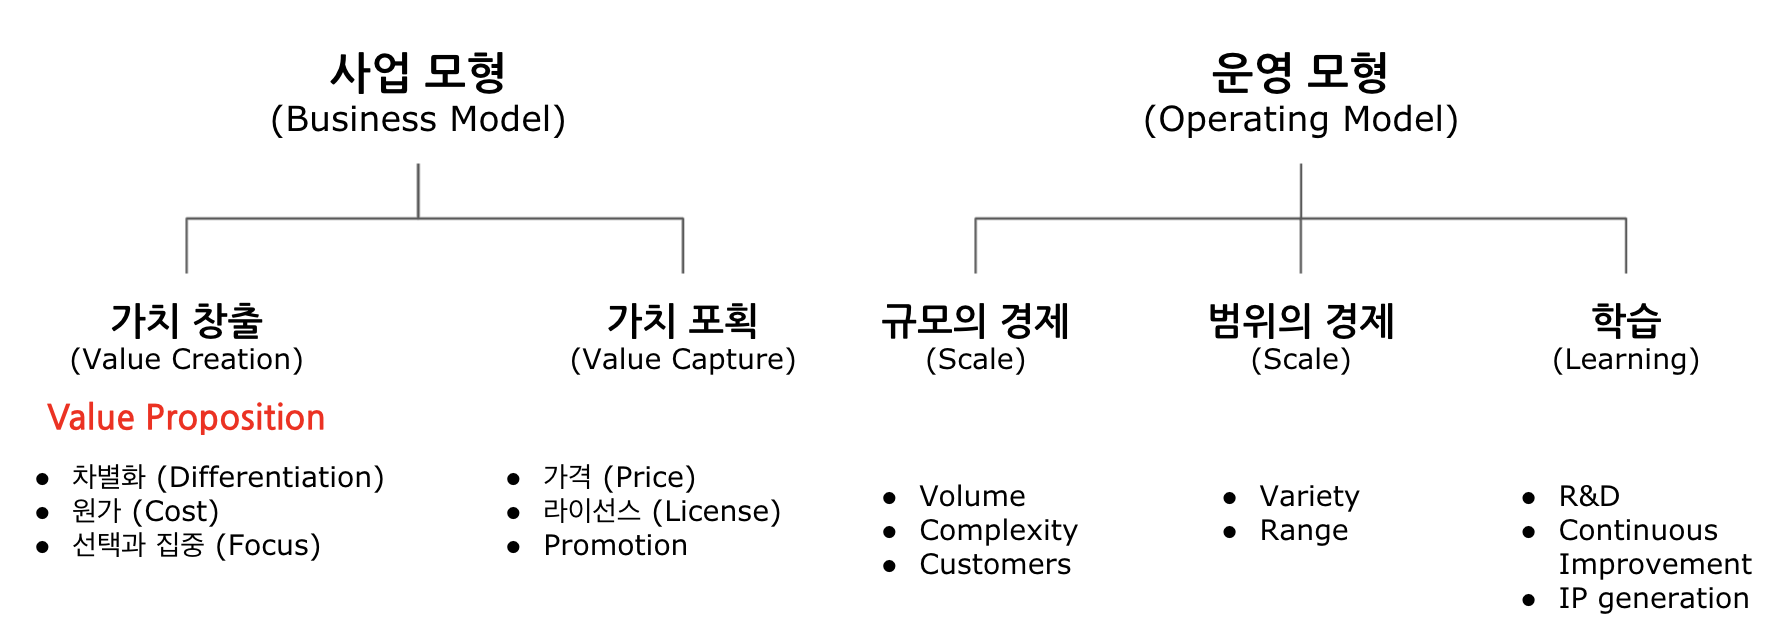 사업 모형
(Business Model)
가치 창출
(Value Creation)
Value Proposition
● 차별화 (Differentiation)
● 원가 (Cost)
● 선택과 집중 (Focus)
가치 포획
(Value Capture)
● 가격 (Price)
● 라이선스 (License)
● Promotion
운영 모형
(Operating Model)
규모의 경제
(Scale)
● Volume
● Complexity
● Customers
범위의 경제
(Scale)
● Variety
● Range
학습
(Learning)
● R&D
● Continuous
Improvement
● IP generation